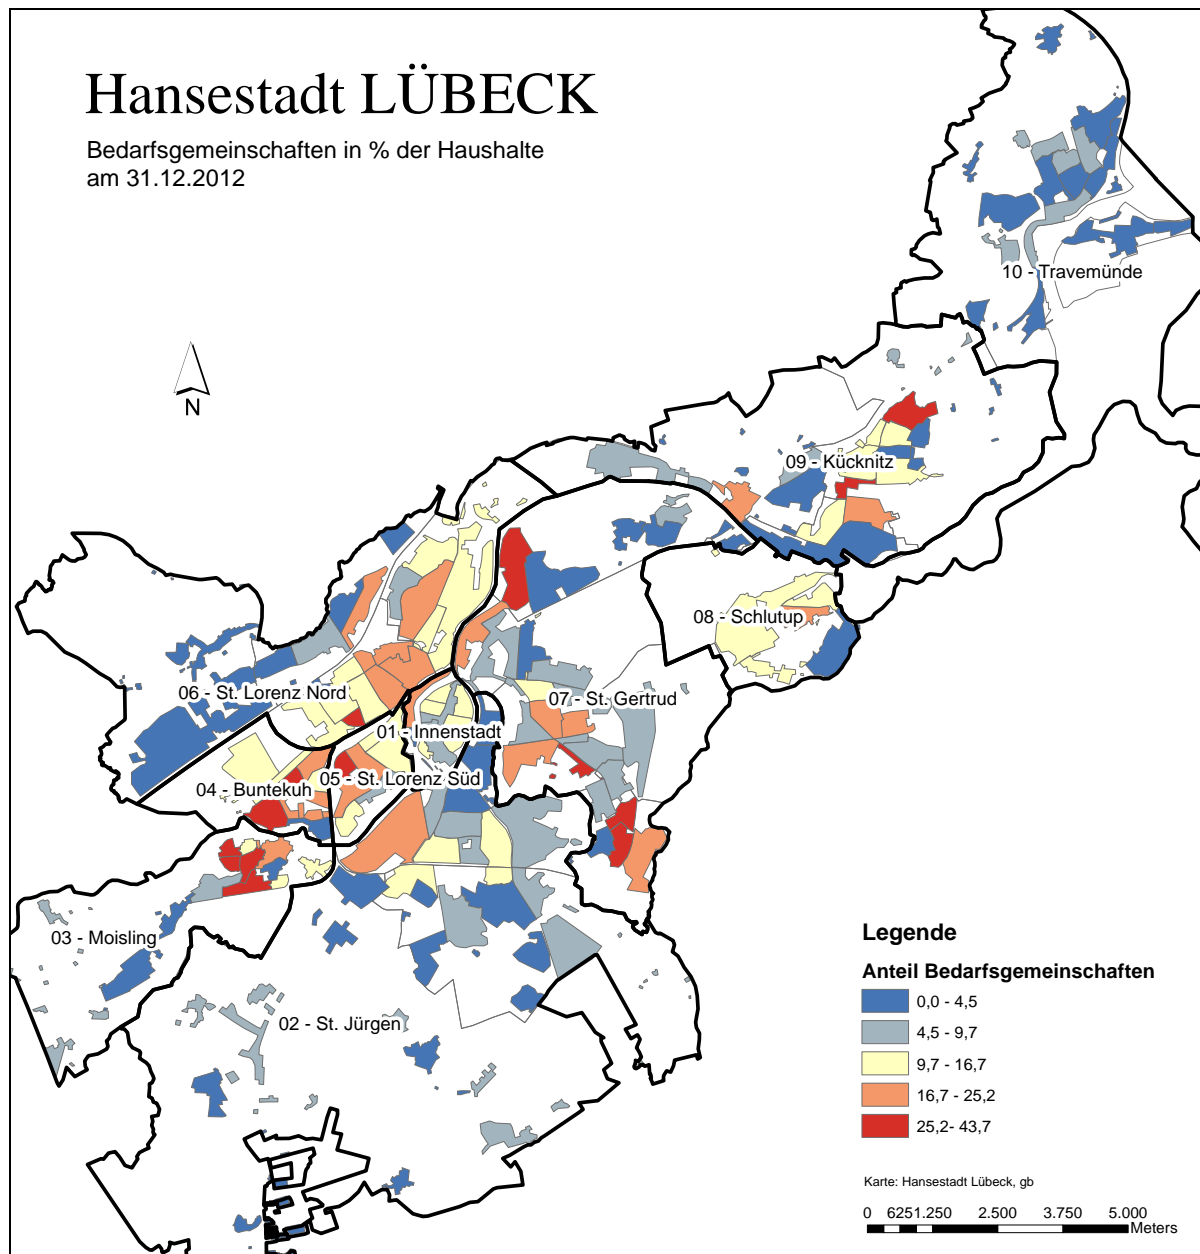 Hansestadt LÜBECK
Bedarfsgemeinschaften in % der Haushalte
am 31.12.2012
10 - Travemünde
N
09 - Kücknitz
08 - Schlutup
06 - St. Lorenz Nord
07 - St. Gertrud
01 - Innenstadt
05 - St. Lorenz Süd
04 - Buntekuh
03 - Moisling
02 - St. Jürgen
Legende
Anteil Bedarfsgemeinschaften
0,0 - 4,5
4,5 - 9,7
9,7 - 16,7
16,7 - 25,2
25,2- 43,7
Karte: Hansestadt Lübeck, gb
0 625 1.250 2.500 3.750 5.000
Meters